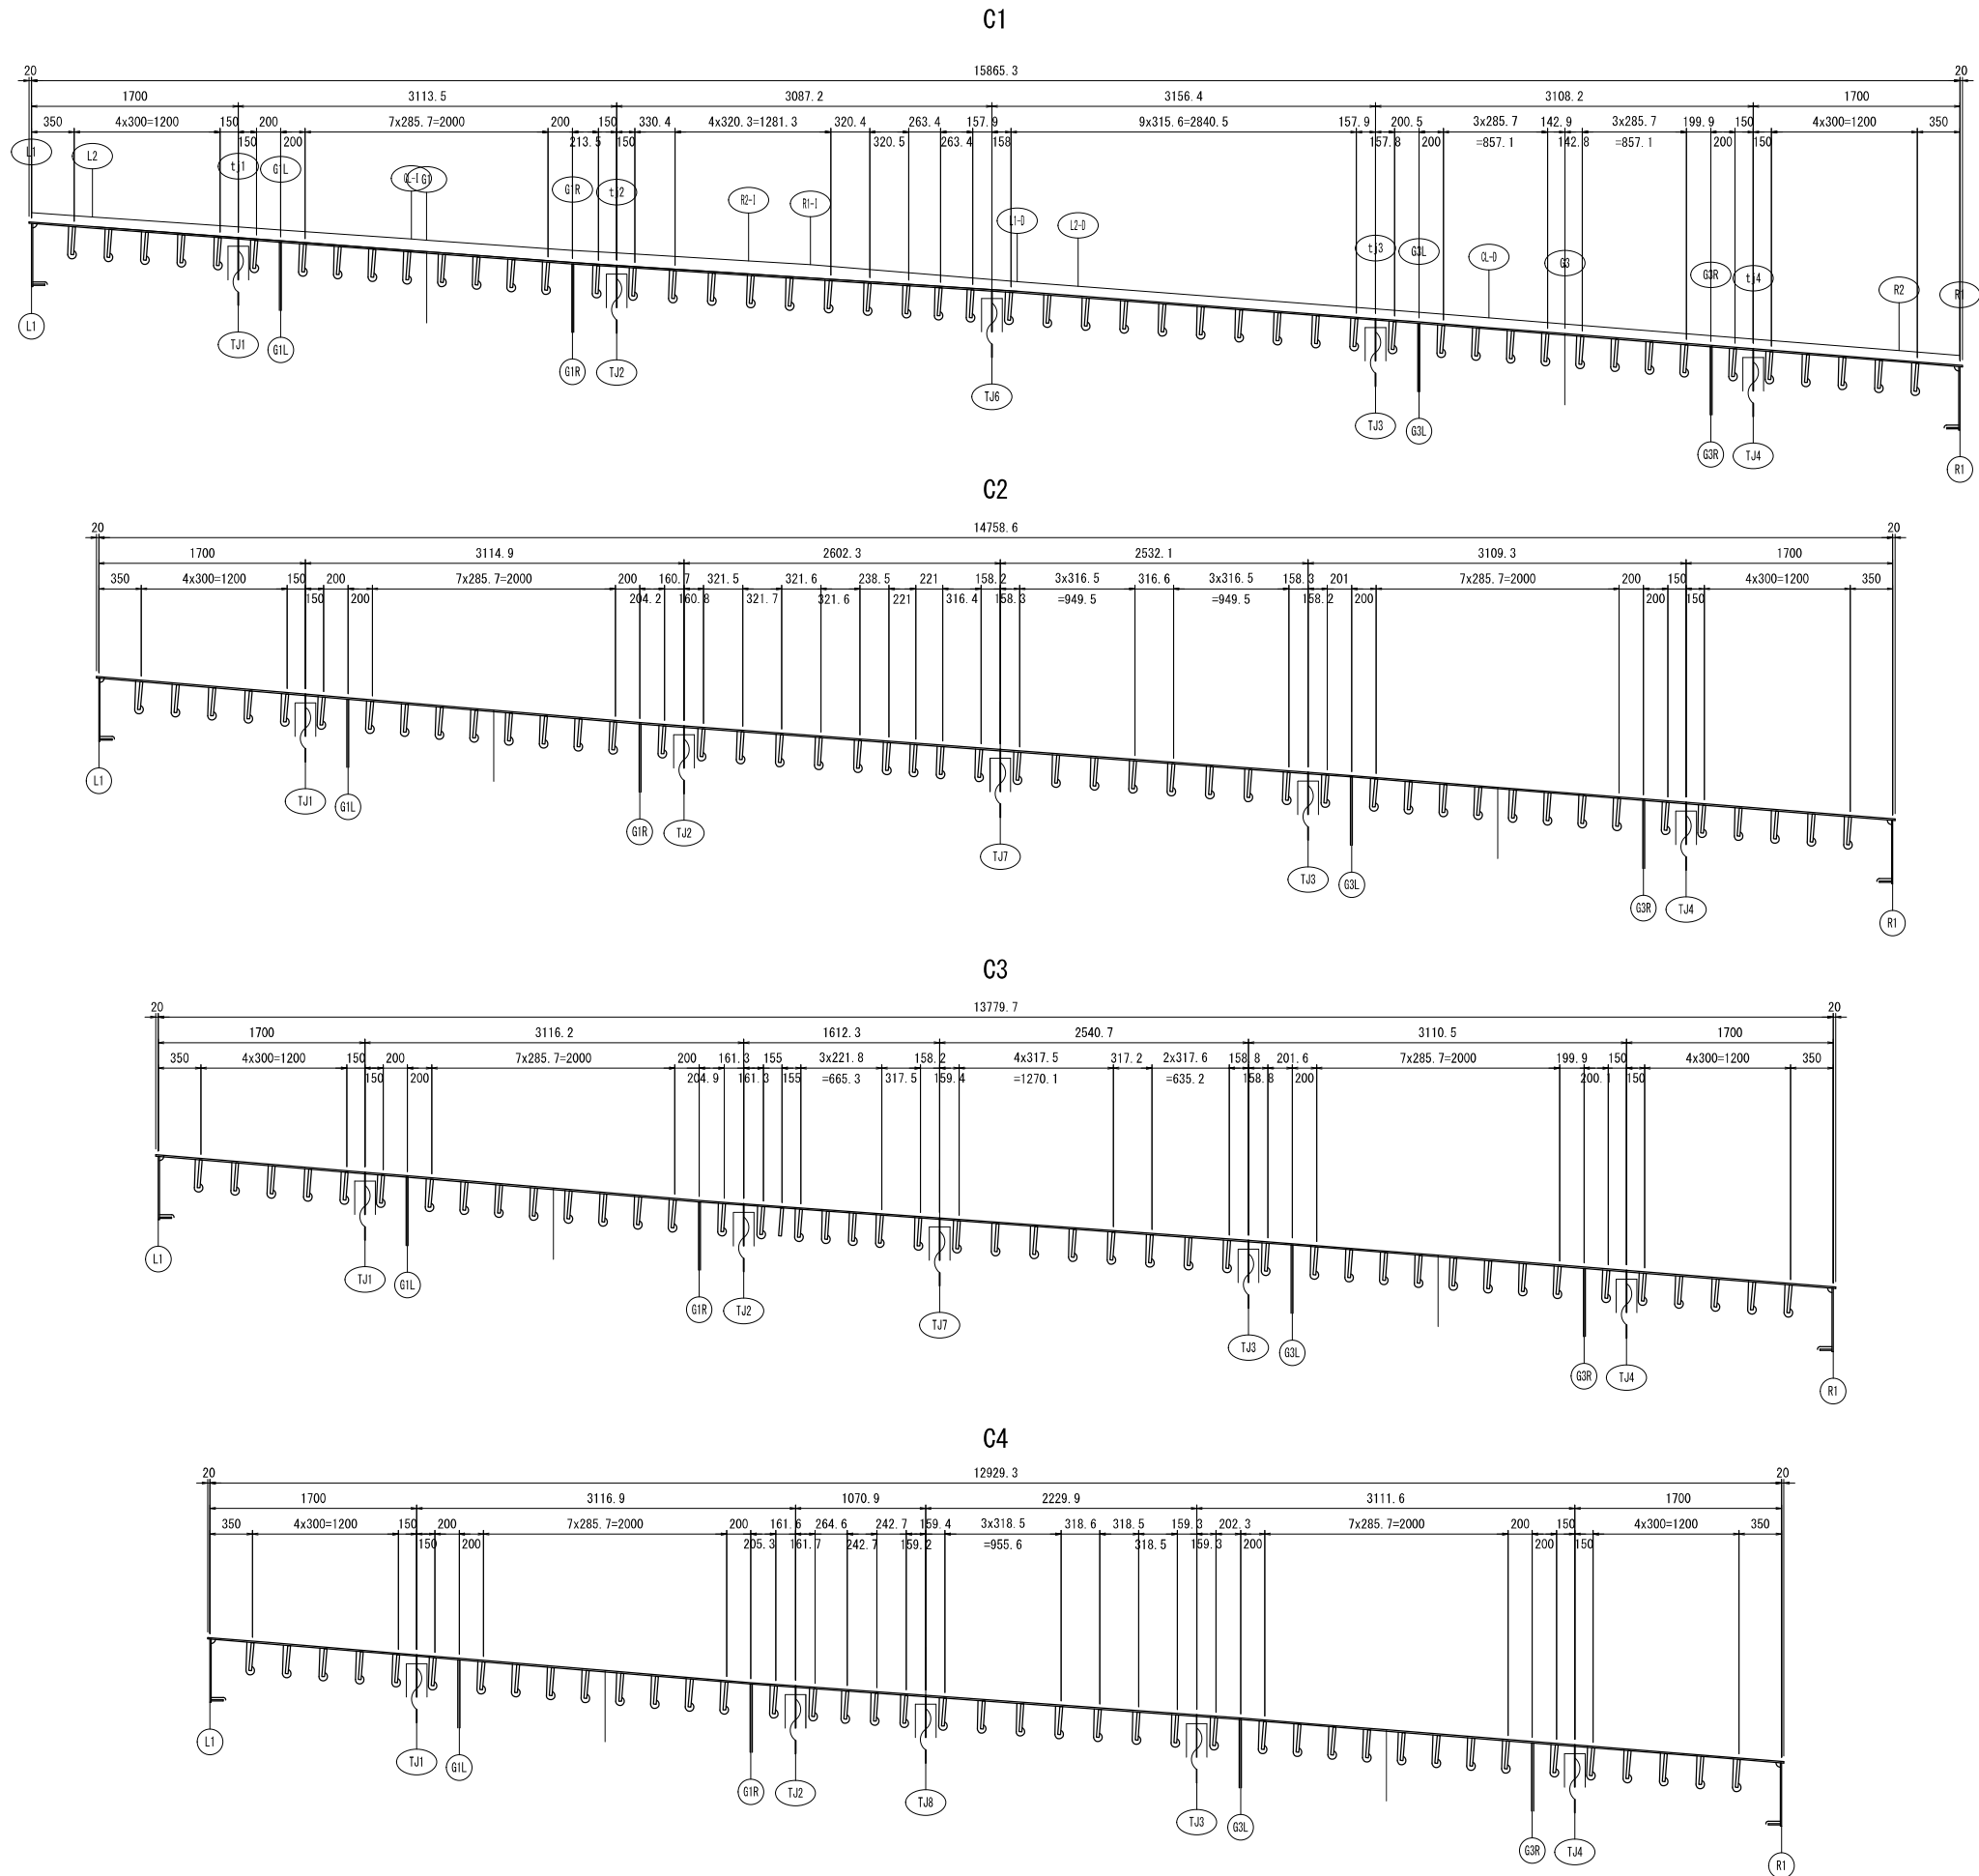 C1
20 15865.3 20
1700 3113.5 3087.2 3156.4 3108.2 1700
350 4x300=1200 150 200 7x285.7=2000 200 150 330.4 4x320.3=1281.3 320.4 263.4 157.9 9x315.6=2840.5 157.9 200.5 3x285.7 142.9 3x285.7 199.9 150 4x300=1200 350
150 200 213.5 150 320.5 263.4 158 157.8 200 =857.1 142.8 =857.1 200 150
L1 L2 tj1 G1L CL-I G1 G1R tj2 R2-I R1-I L1-D L2-D tj3 G3L CL-D G3 G3R tj4 R2 R1
L1 TJ1 G1L G1R TJ2 TJ6 TJ3 G3L G3R TJ4 R1
C2
20 14758.6 20
1700 3114.9 2602.3 2532.1 3109.3 1700
350 4x300=1200 150 200 7x285.7=2000 200 160.7 321.5 321.6 238.5 221 158.2 3x316.5 316.6 3x316.5 158.3 201 7x285.7=2000 200 150 4x300=1200 350
150 200 204.2 160.8 321.7 321.6 221 316.4 158.3 =949.5 =949.5 158.2 200 200 150
L1 TJ1 G1L G1R TJ2 TJ7 TJ3 G3L G3R TJ4 R1
C3
20 13779.7 20
1700 3116.2 1612.3 2540.7 3110.5 1700
350 4x300=1200 150 200 7x285.7=2000 200 161.3 155 3x221.8 158.2 4x317.5 317.2 2x317.6 158.8 201.6 7x285.7=2000 199.9 150 4x300=1200 350
150 200 204.9 161.3 155 =665.3 317.5 159.4 =1270.1 =635.2 158.8 200 200.1 150
L1 TJ1 G1L G1R TJ2 TJ7 TJ3 G3L G3R TJ4 R1
C4
20 12929.3 20
1700 3116.9 1070.9 2229.9 3111.6 1700
350 4x300=1200 150 200 7x285.7=2000 200 161.6 264.6 242.7 159.4 3x318.5 318.6 318.5 159.3 202.3 7x285.7=2000 200 150 4x300=1200 350
150 200 205.3 161.7 242.7 159.2 =955.6 318.5 159.3 200 200 150
L1 TJ1 G1L G1R TJ2 TJ8 TJ3 G3L G3R TJ4 R1